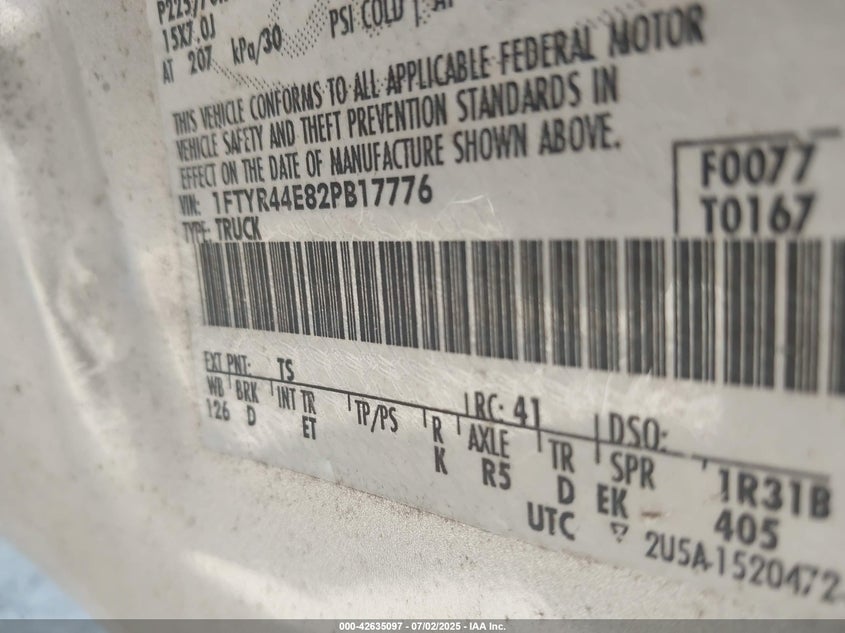 15X7.0J
AT 207 kPa/30 PSI COLD
THIS VEHICLE CONFORMS TO ALL APPLICABLE FEDERAL MOTOR
VEHICLE SAFETY AND THEFT PREVENTION STANDARDS IN
EFFECT ON THE DATE OF MANUFACTURE SHOWN ABOVE.
VIN: 1FTYR44E82PB17776
TYPE: TRUCK
F0077
T0167
EXT PNT: TS
RC: 41
DSO:
WB BRK INT TR TP/PS R AXLE TR SPR 1R31B
126 D ET K R5 D EK 405
UTC 2U5A-1520472
000-42635097 - 07/02/2025 - IAA Inc.